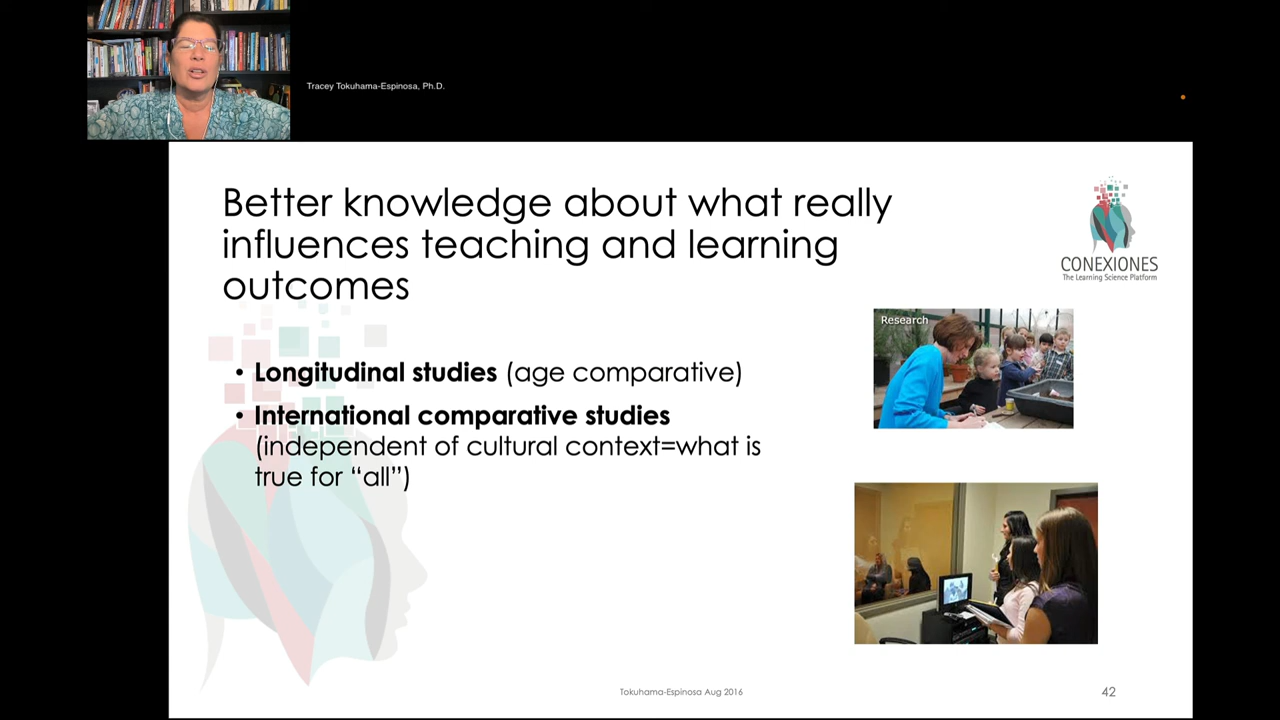 Tracey Tokuhama-Espinosa, Ph.D.
Better knowledge about what really
influences teaching and learning
outcomes
CONEXIONES
The Learning Science Platform
Research
• Longitudinal studies (age comparative)
• International comparative studies
(independent of cultural context=what is
true for “all”)
Tokuhama-Espinosa Aug 2016
42